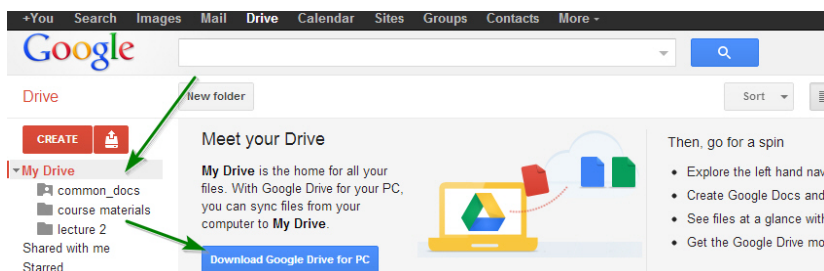 +You Search Images Mail Drive Calendar Sites Groups Contacts More
Google
Drive
New folder
Sort
CREATE
My Drive
common_docs
course materials
lecture 2
Shared with me
Starred
Meet your Drive
My Drive is the home for all your
files. With Google Drive for your PC,
you can sync files from your
computer to My Drive.
Download Google Drive for PC
Then, go for a spin
• Explore the left hand nav
• Create Google Docs and
• See files at a glance with
• Get the Google Drive mo